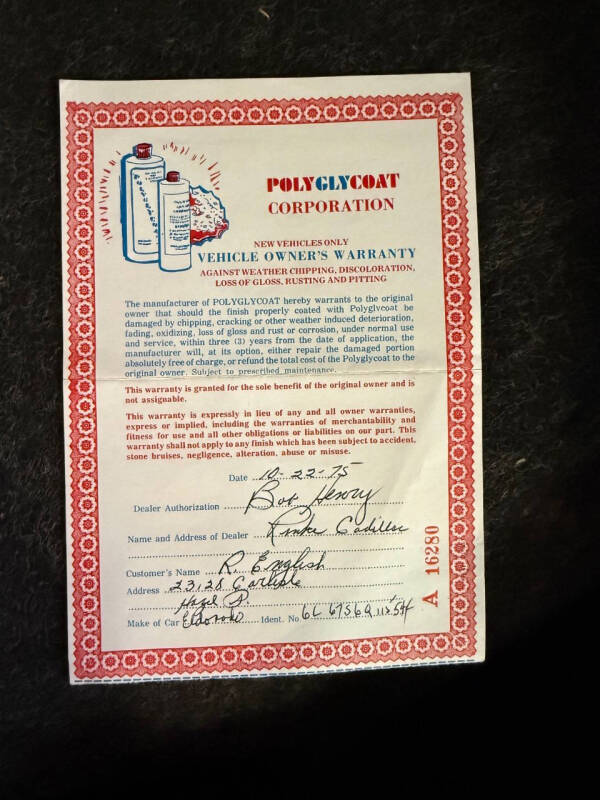 POLYGLYCOAT
CORPORATION
NEW VEHICLES ONLY
VEHICLE OWNER'S WARRANTY
AGAINST WEATHER CHIPPING, DISCOLORATION,
LOSS OF GLOSS, RUSTING AND PITTING
The manufacturer of POLYGLYCOAT hereby warrants to the original
owner that should the finish properly coated with Polyglycoat be
damaged by chipping, cracking or other weather induced deterioration,
fading, oxidizing, loss of gloss and rust or corrosion, under normal use
and service, within three (3) years from the date of application, the
manufacturer will, at its option, either repair the damaged portion
absolutely free of charge, or refund the total cost of the Polyglycoat to the
original owner. Subject to prescribed maintenance.
This warranty is granted for the sole benefit of the original owner and is
not assignable.
This warranty is expressly in lieu of any and all owner warranties,
express or implied, including the warranties of merchantability and
fitness for use and all other obligations or liabilities on our part. This
warranty shall not apply to any finish which has been subject to accident,
stone bruises, negligence, alteration, abuse or misuse.
Date 10-22-75
Dealer Authorization Bob Henry
Name and Address of Dealer Rinke Cadillac
Customer's Name R. English
Address 23128 Carlisle
Hazel P.
Make of Car Eldorado Ident. No
A 16280